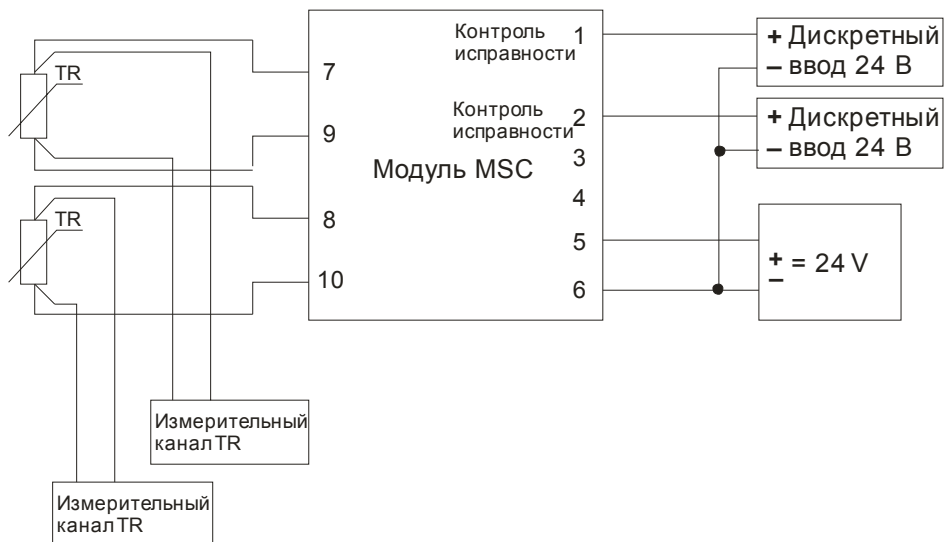 Контроль
исправности
1
+ Дискретный
– ввод 24 В
TR
7
Контроль
исправности
2
+ Дискретный
– ввод 24 В
9
3
Модуль MSC
4
TR
8
5
+
– = 24 V
10
6
Измерительный
канал TR
Измерительный
канал TR